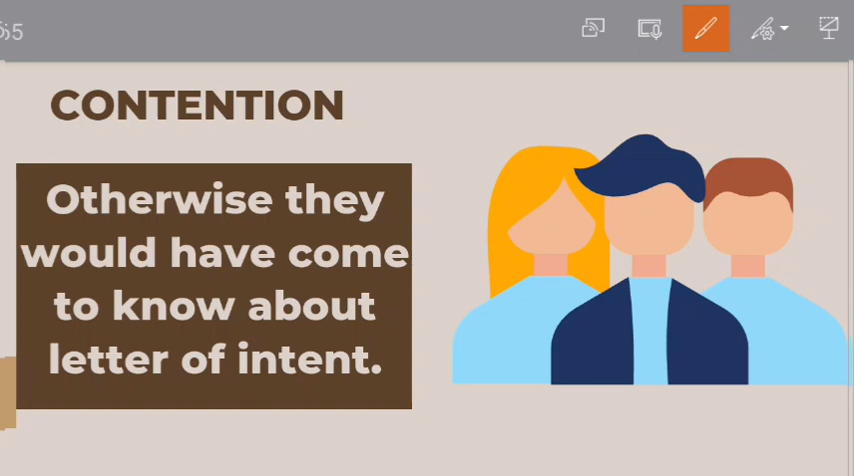 CONTENTION
Otherwise they
would have come
to know about
letter of intent.